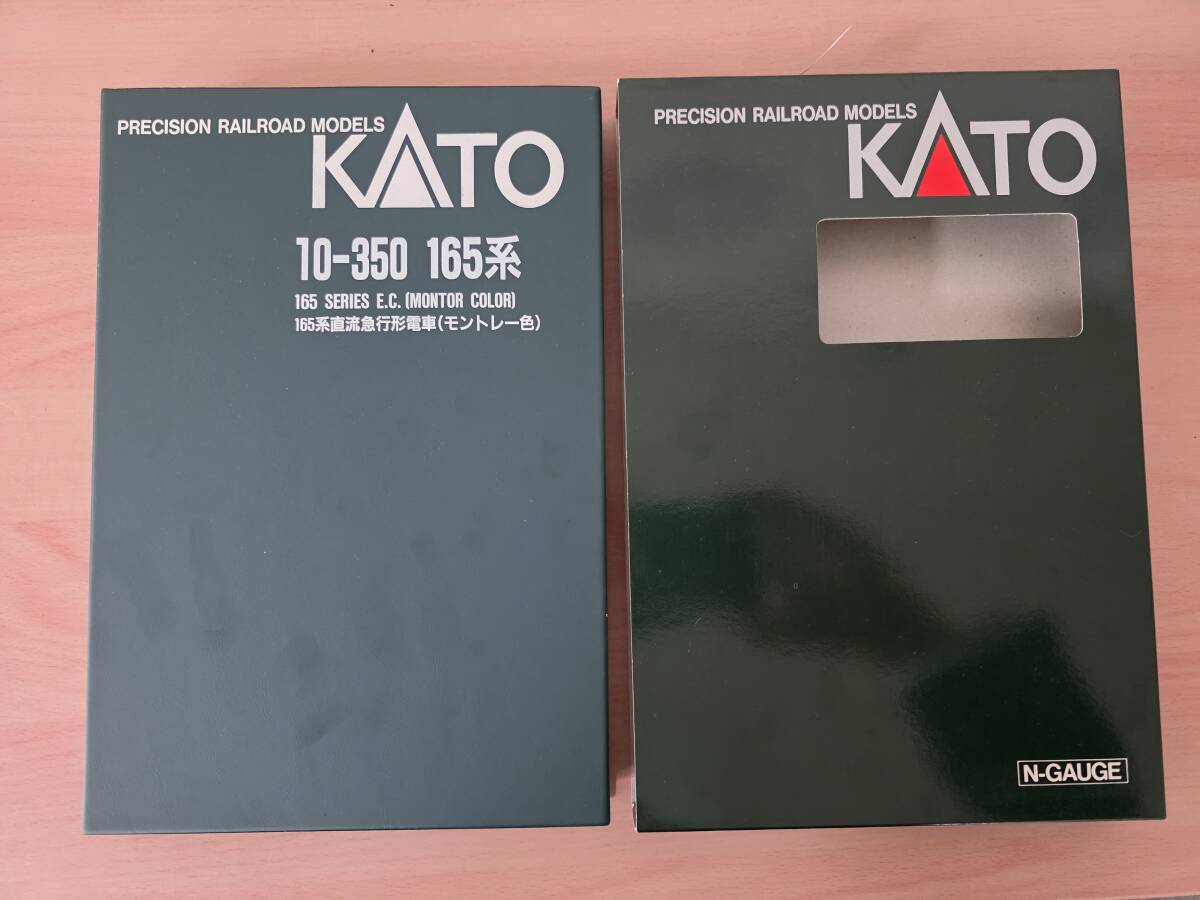 PRECISION RAILROAD MODELS
KATO
10-350 165系
165 SERIES E.C. (MONTOR COLOR)
165系直流急行形電車(モントレー色)
PRECISION RAILROAD MODELS
KATO
N-GAUGE